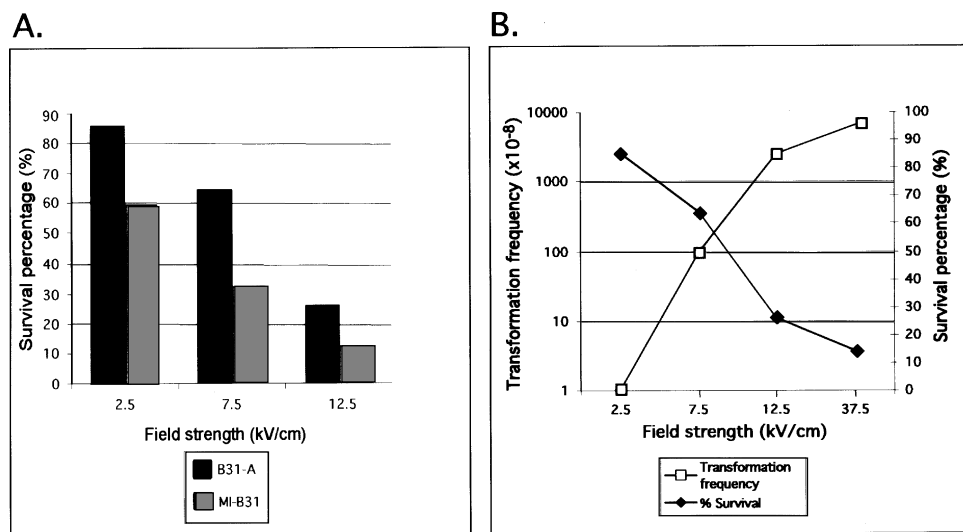 A.
90
80
70
60
50
40
30
20
10
0
Survival percentage (%)
2.5 7.5 12.5
Field strength (kV/cm)
B31-A
MI-B31
B.
10000
1000
100
10
1
Transformation frequency (x10-8)
100
90
80
70
60
50
40
30
20
10
0
Survival percentage (%)
2.5 7.5 12.5 37.5
Field strength (kV/cm)
Transformation
frequency
% Survival